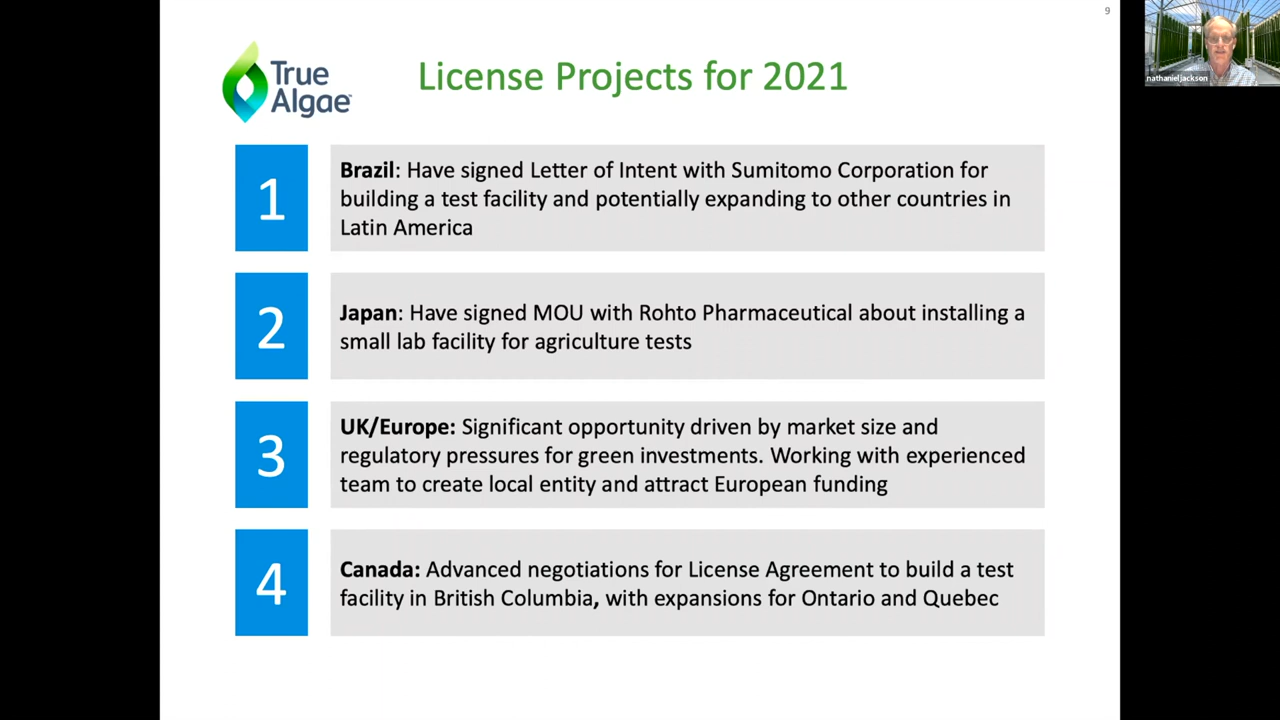 9
nathanieljackson
True
Algae™
License Projects for 2021
1
Brazil: Have signed Letter of Intent with Sumitomo Corporation for
building a test facility and potentially expanding to other countries in
Latin America
2
Japan: Have signed MOU with Rohto Pharmaceutical about installing a
small lab facility for agriculture tests
3
UK/Europe: Significant opportunity driven by market size and
regulatory pressures for green investments. Working with experienced
team to create local entity and attract European funding
4
Canada: Advanced negotiations for License Agreement to build a test
facility in British Columbia, with expansions for Ontario and Quebec